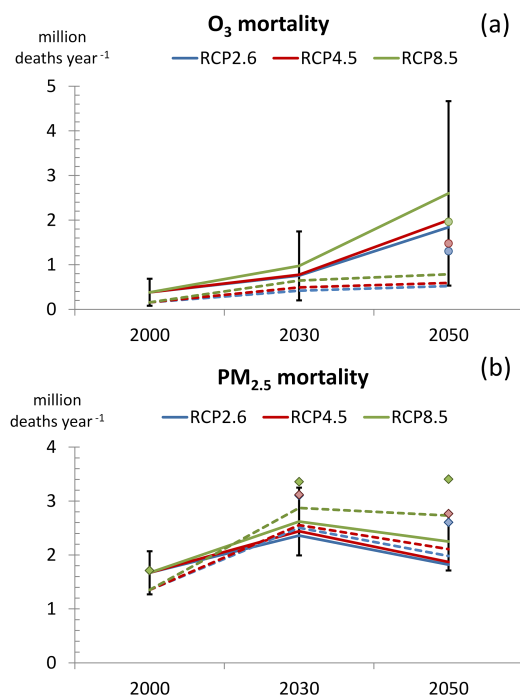 O3 mortality
(a)
million
deaths year -1
RCP2.6 RCP4.5 RCP8.5
5
4
3
2
1
0
2000 2030 2050
PM2.5 mortality
(b)
million
deaths year -1
RCP2.6 RCP4.5 RCP8.5
4
3
2
1
0
2000 2030 2050